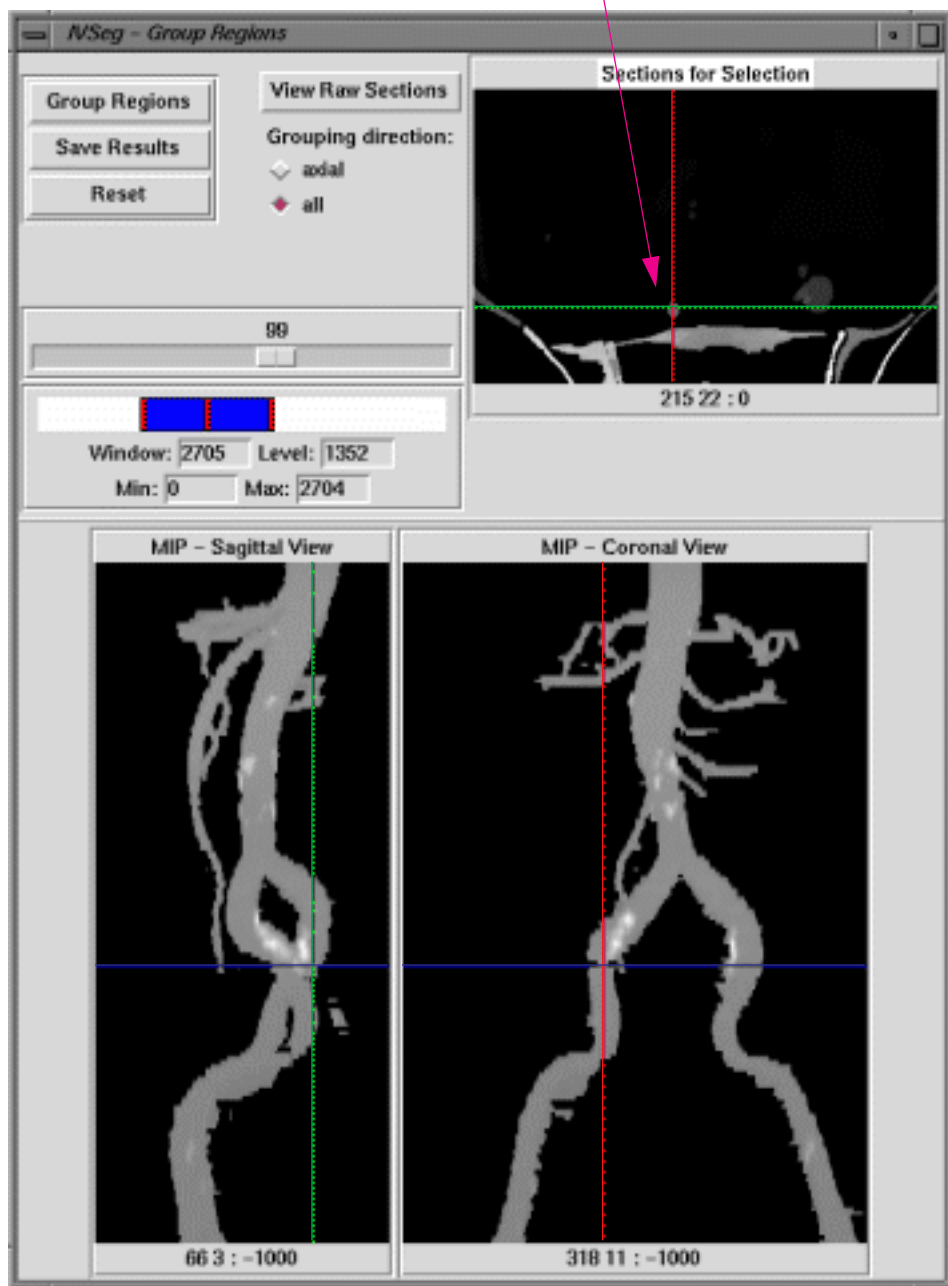 IVSeg - Group Regions
Group Regions
Save Results
Reset
View Raw Sections
Grouping direction:
axial
all
Sections for Selection
215 22 : 0
99
Window: 2705 Level: 1352
Min: 0 Max: 2704
MIP - Sagittal View
MIP - Coronal View
66 3 : -1000
318 11 : -1000